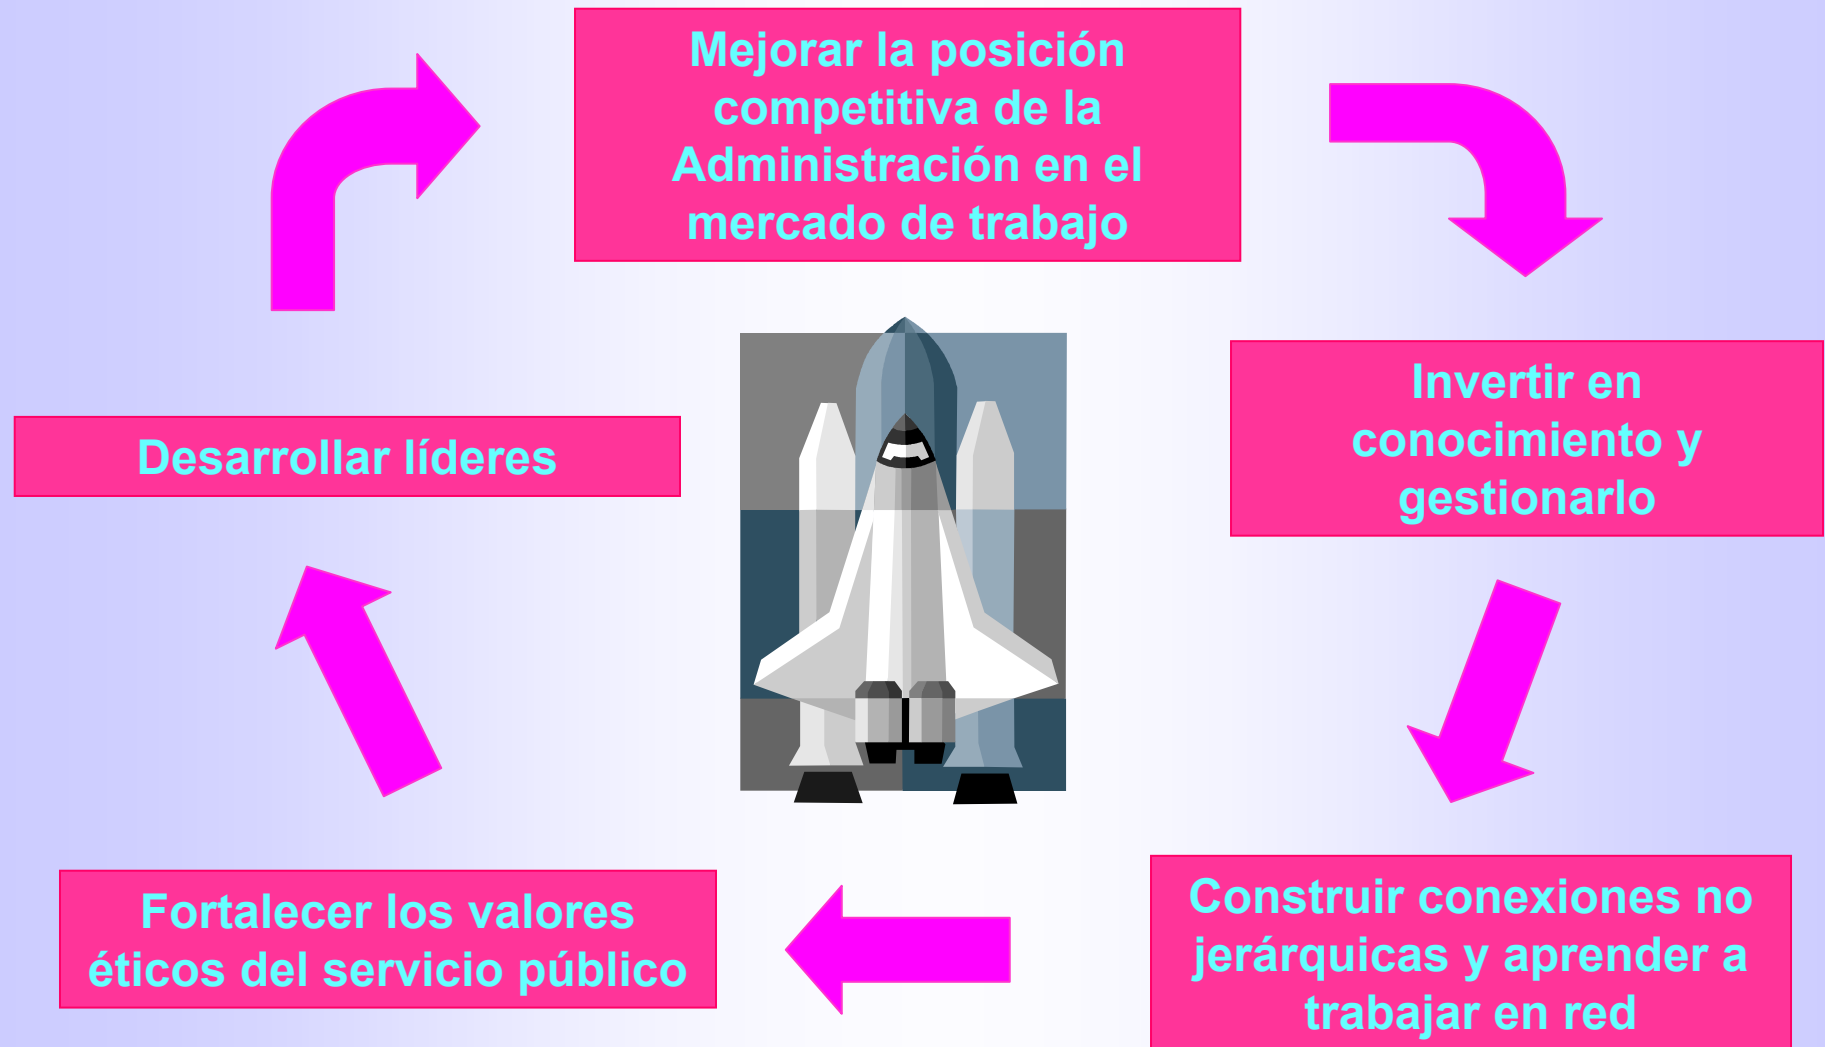 Mejorar la posición
competitiva de la
Administración en el
mercado de trabajo
Invertir en
conocimiento y
gestionarlo
Construir conexiones no
jerárquicas y aprender a
trabajar en red
Fortalecer los valores
éticos del servicio público
Desarrollar líderes